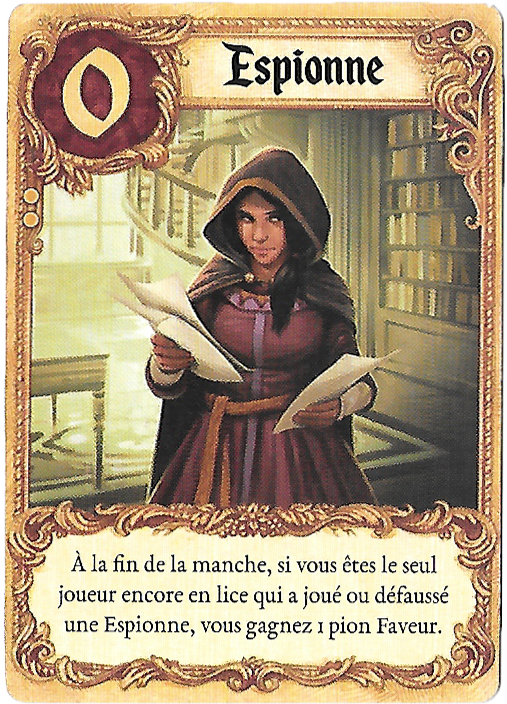 0
Espionne
À la fin de la manche, si vous êtes le seul
joueur encore en lice qui a joué ou défaussé
une Espionne, vous gagnez 1 pion Faveur.